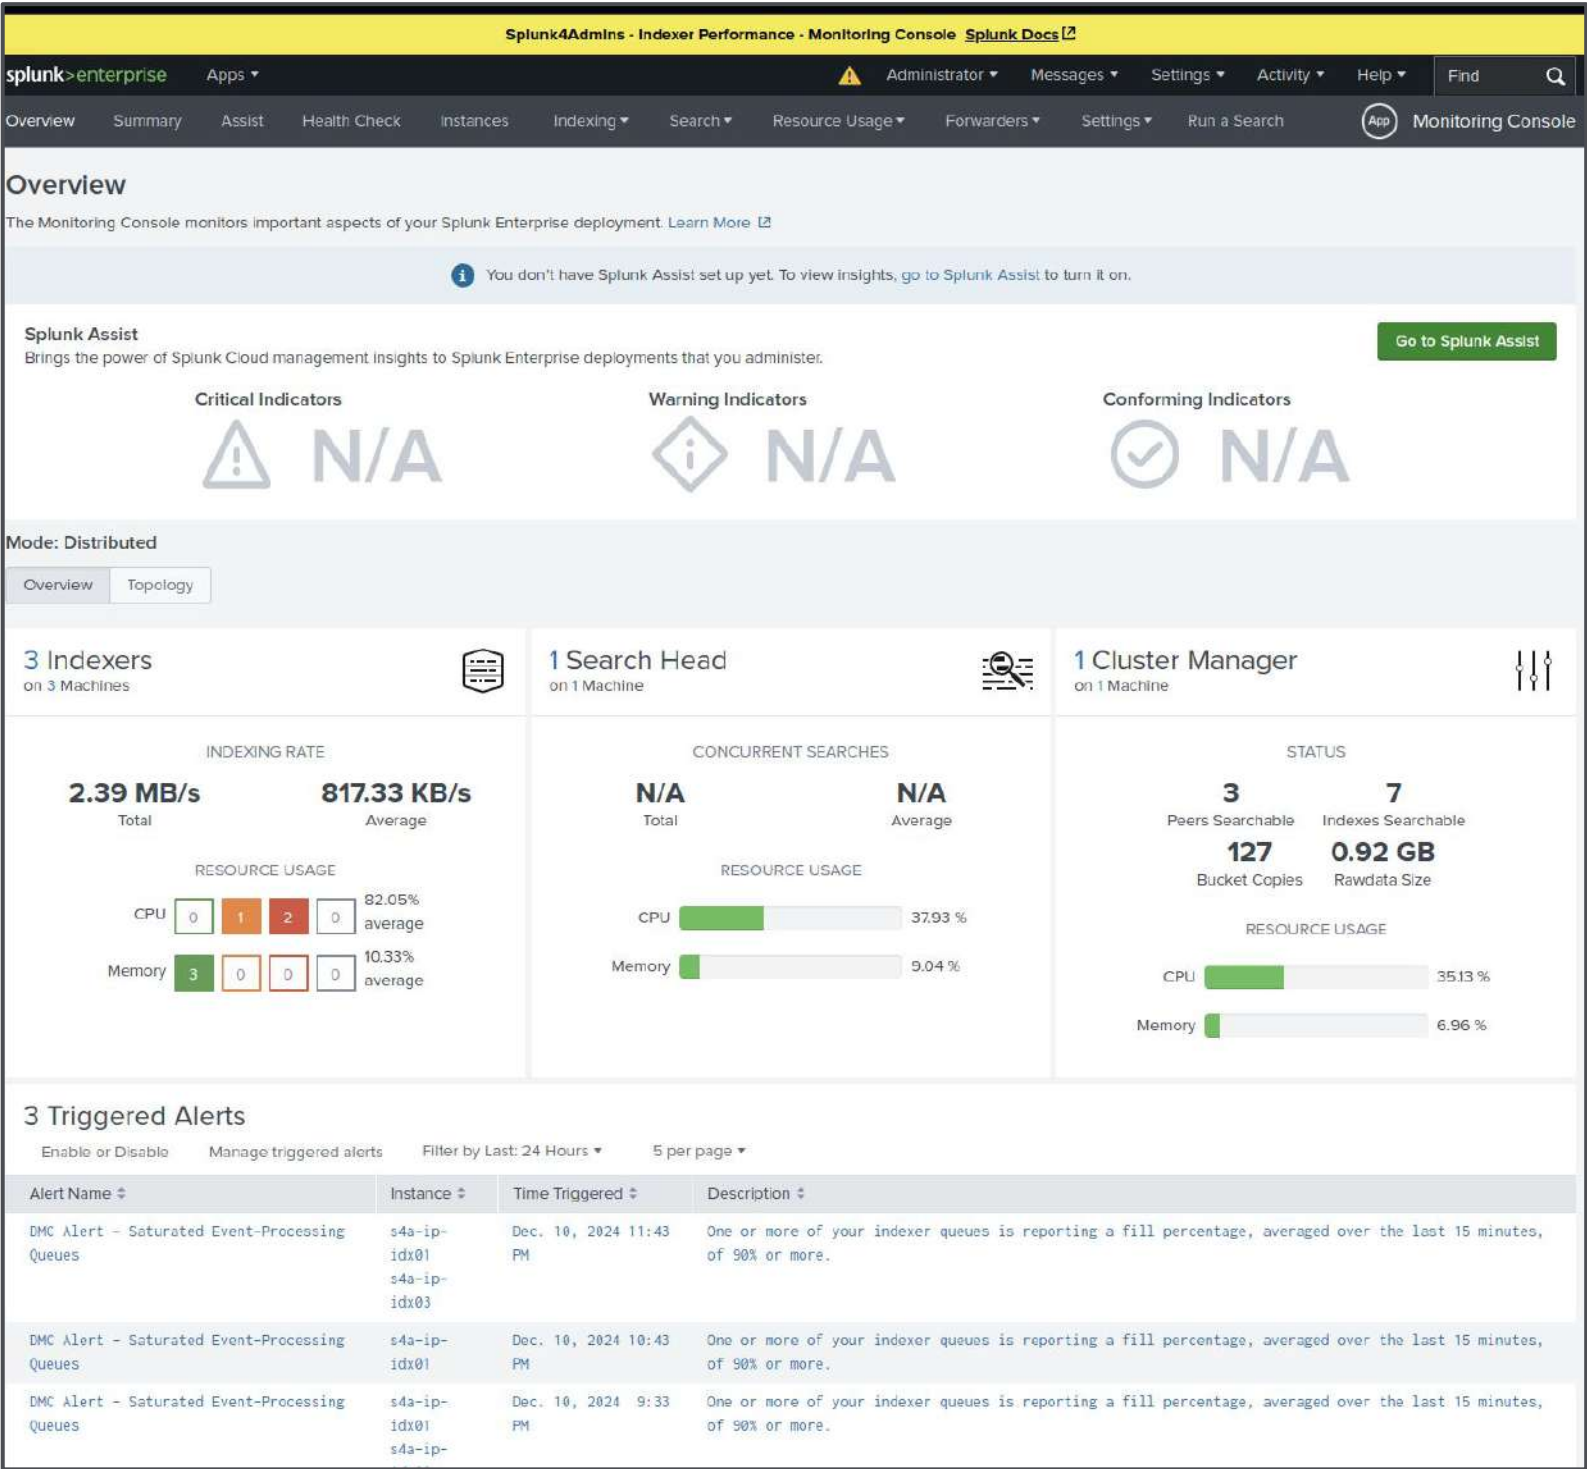 Splunk4Admins - Indexer Performance - Monitoring Console Splunk Docs
splunk>enterprise Apps Administrator Messages Settings Activity Help Find
Overview Summary Assist Health Check Instances Indexing Search Resource Usage Forwarders Settings Run a Search App Monitoring Console
Overview
The Monitoring Console monitors important aspects of your Splunk Enterprise deployment. Learn More
You don't have Splunk Assist set up yet. To view insights, go to Splunk Assist to turn it on.
Splunk Assist
Brings the power of Splunk Cloud management insights to Splunk Enterprise deployments that you administer.
Go to Splunk Assist
Critical Indicators Warning Indicators Conforming Indicators
N/A N/A N/A
Mode: Distributed
Overview Topology
3 Indexers
on 3 Machines
INDEXING RATE
2.39 MB/s 817.33 KB/s
Total Average
RESOURCE USAGE
CPU 0 1 2 0 82.05% average
Memory 3 0 0 0 10.33% average
1 Search Head
on 1 Machine
CONCURRENT SEARCHES
N/A N/A
Total Average
RESOURCE USAGE
CPU 37.93 %
Memory 9.04 %
1 Cluster Manager
on 1 Machine
STATUS
3 7
Peers Searchable Indexes Searchable
127 0.92 GB
Bucket Copies Rawdata Size
RESOURCE USAGE
CPU 35.13 %
Memory 6.96 %
3 Triggered Alerts
Enable or Disable Manage triggered alerts Filter by Last: 24 Hours 5 per page
Alert Name Instance Time Triggered Description
DMC Alert - Saturated Event-Processing s4a-ip- Dec. 10, 2024 11:43 One or more of your indexer queues is reporting a fill percentage, averaged over the last 15 minutes,
Queues idx01 PM of 90% or more.
s4a-ip-
idx03
DMC Alert - Saturated Event-Processing s4a-ip- Dec. 10, 2024 10:43 One or more of your indexer queues is reporting a fill percentage, averaged over the last 15 minutes,
Queues idx01 PM of 90% or more.
DMC Alert - Saturated Event-Processing s4a-ip- Dec. 10, 2024 9:33 One or more of your indexer queues is reporting a fill percentage, averaged over the last 15 minutes,
Queues idx01 PM of 90% or more.
s4a-ip-